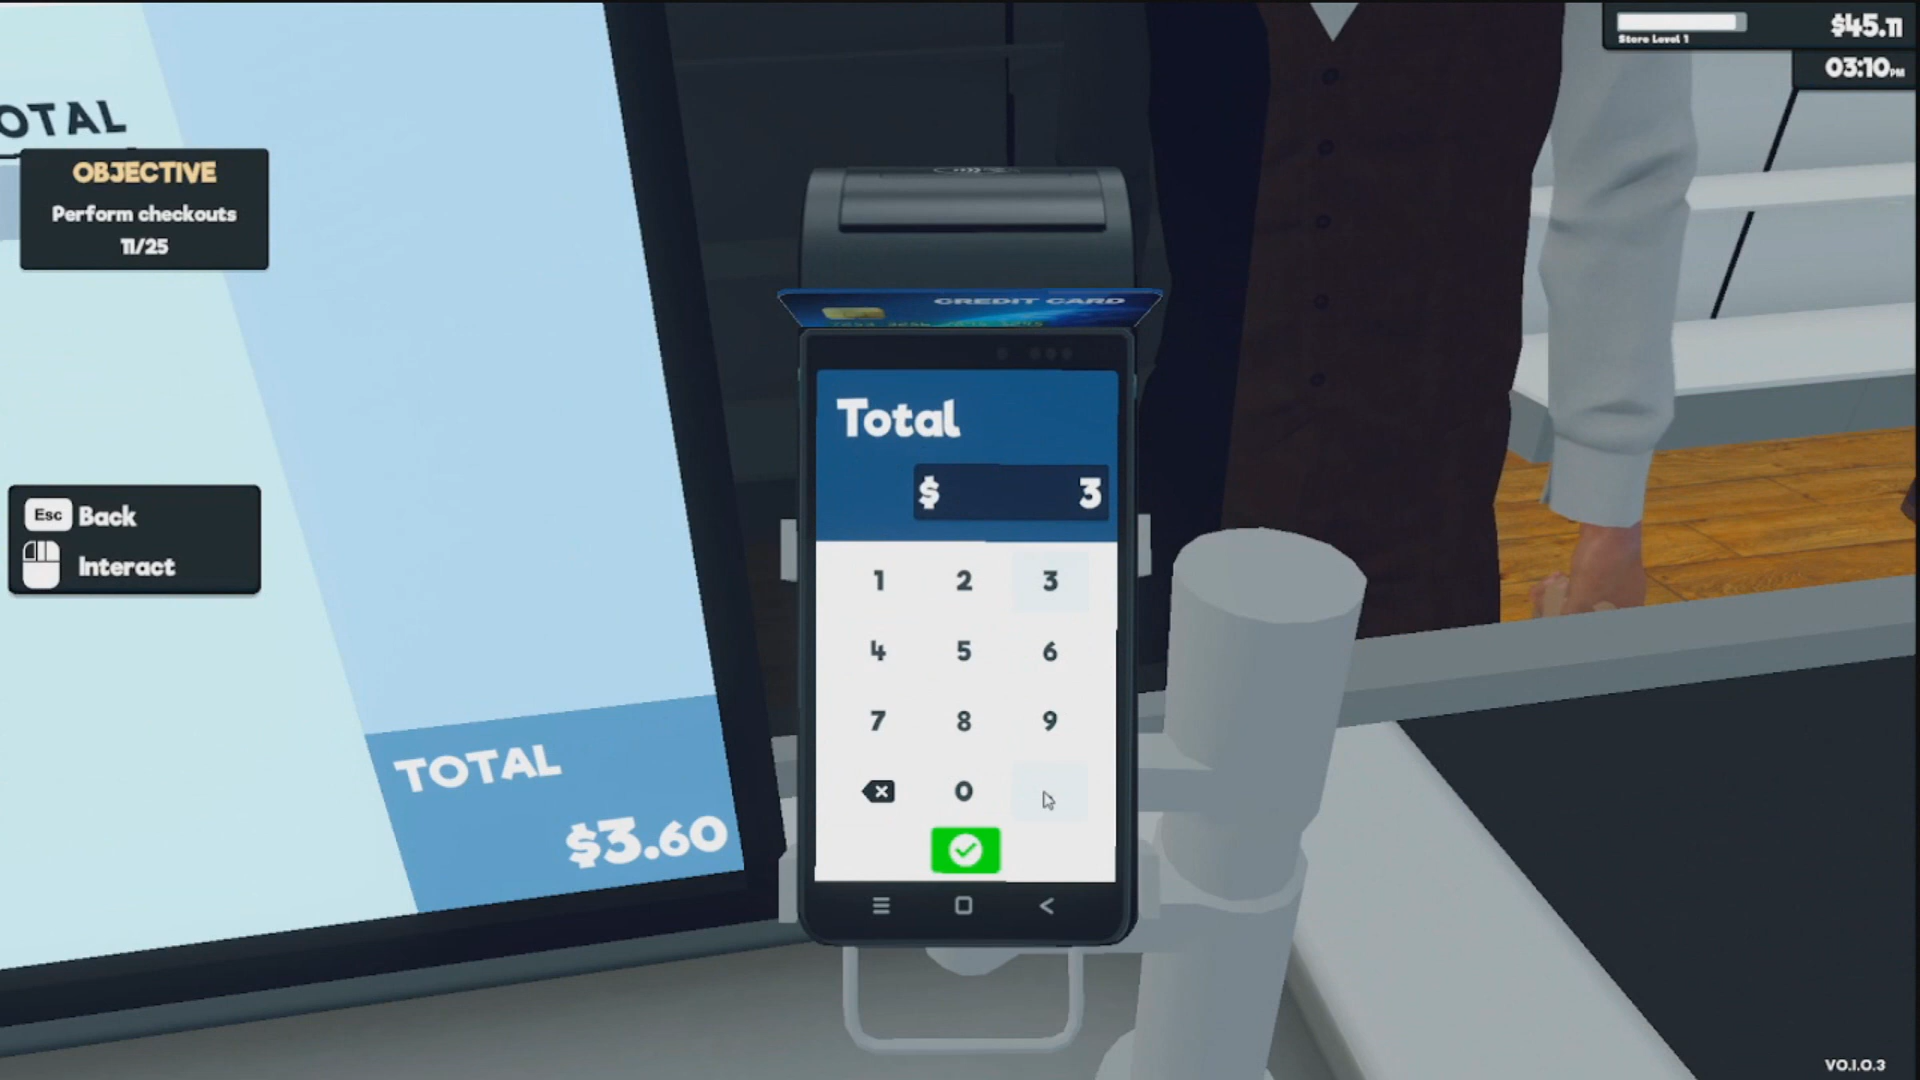 $45.11
Store Level 1
03:10PM
OTAL
OBJECTIVE
Perform checkouts
11/25
CREDIT CARD
Esc Back
Interact
Total
$ 3
1 2 3
4 5 6
7 8 9
0
TOTAL
$3.60
V0.1.0.3